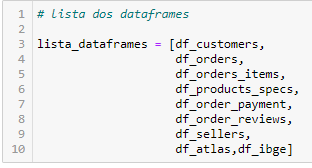 1 # lista dos dataframes
2
3 lista_dataframes = [df_customers,
4 df_orders,
5 df_orders_items,
6 df_products_specs,
7 df_order_payment,
8 df_order_reviews,
9 df_sellers,
10 df_atlas,df_ibge]